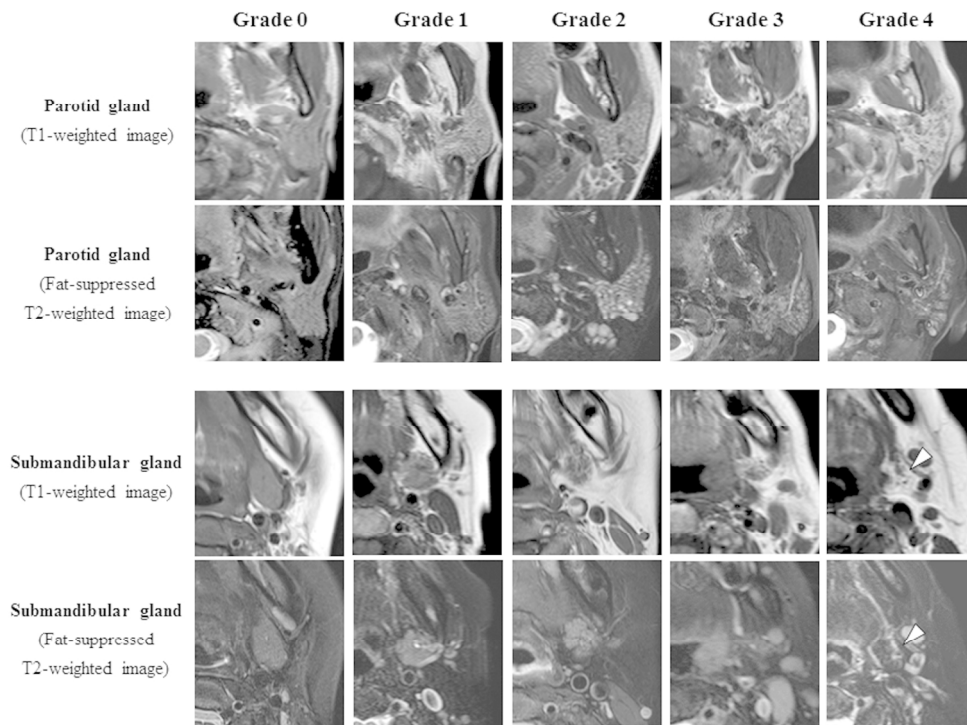 Grade 0 Grade 1 Grade 2 Grade 3 Grade 4
Parotid gland
(T1-weighted image)
Parotid gland
(Fat-suppressed
T2-weighted image)
Submandibular gland
(T1-weighted image)
Submandibular gland
(Fat-suppressed
T2-weighted image)